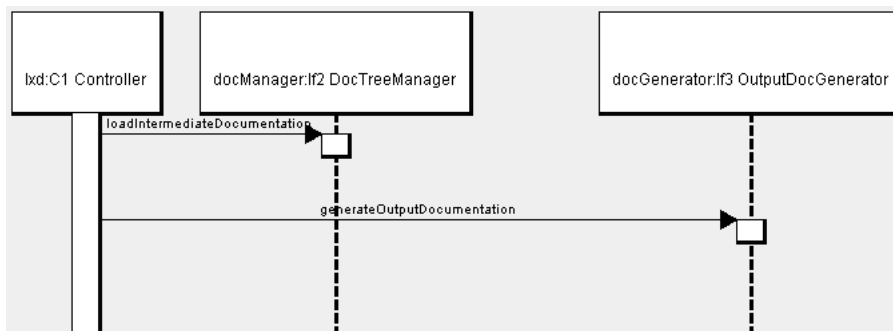 lxd:C1 Controller
docManager:If2 DocTreeManager
docGenerator:If3 OutputDocGenerator
loadIntermediateDocumentation
generateOutputDocumentation